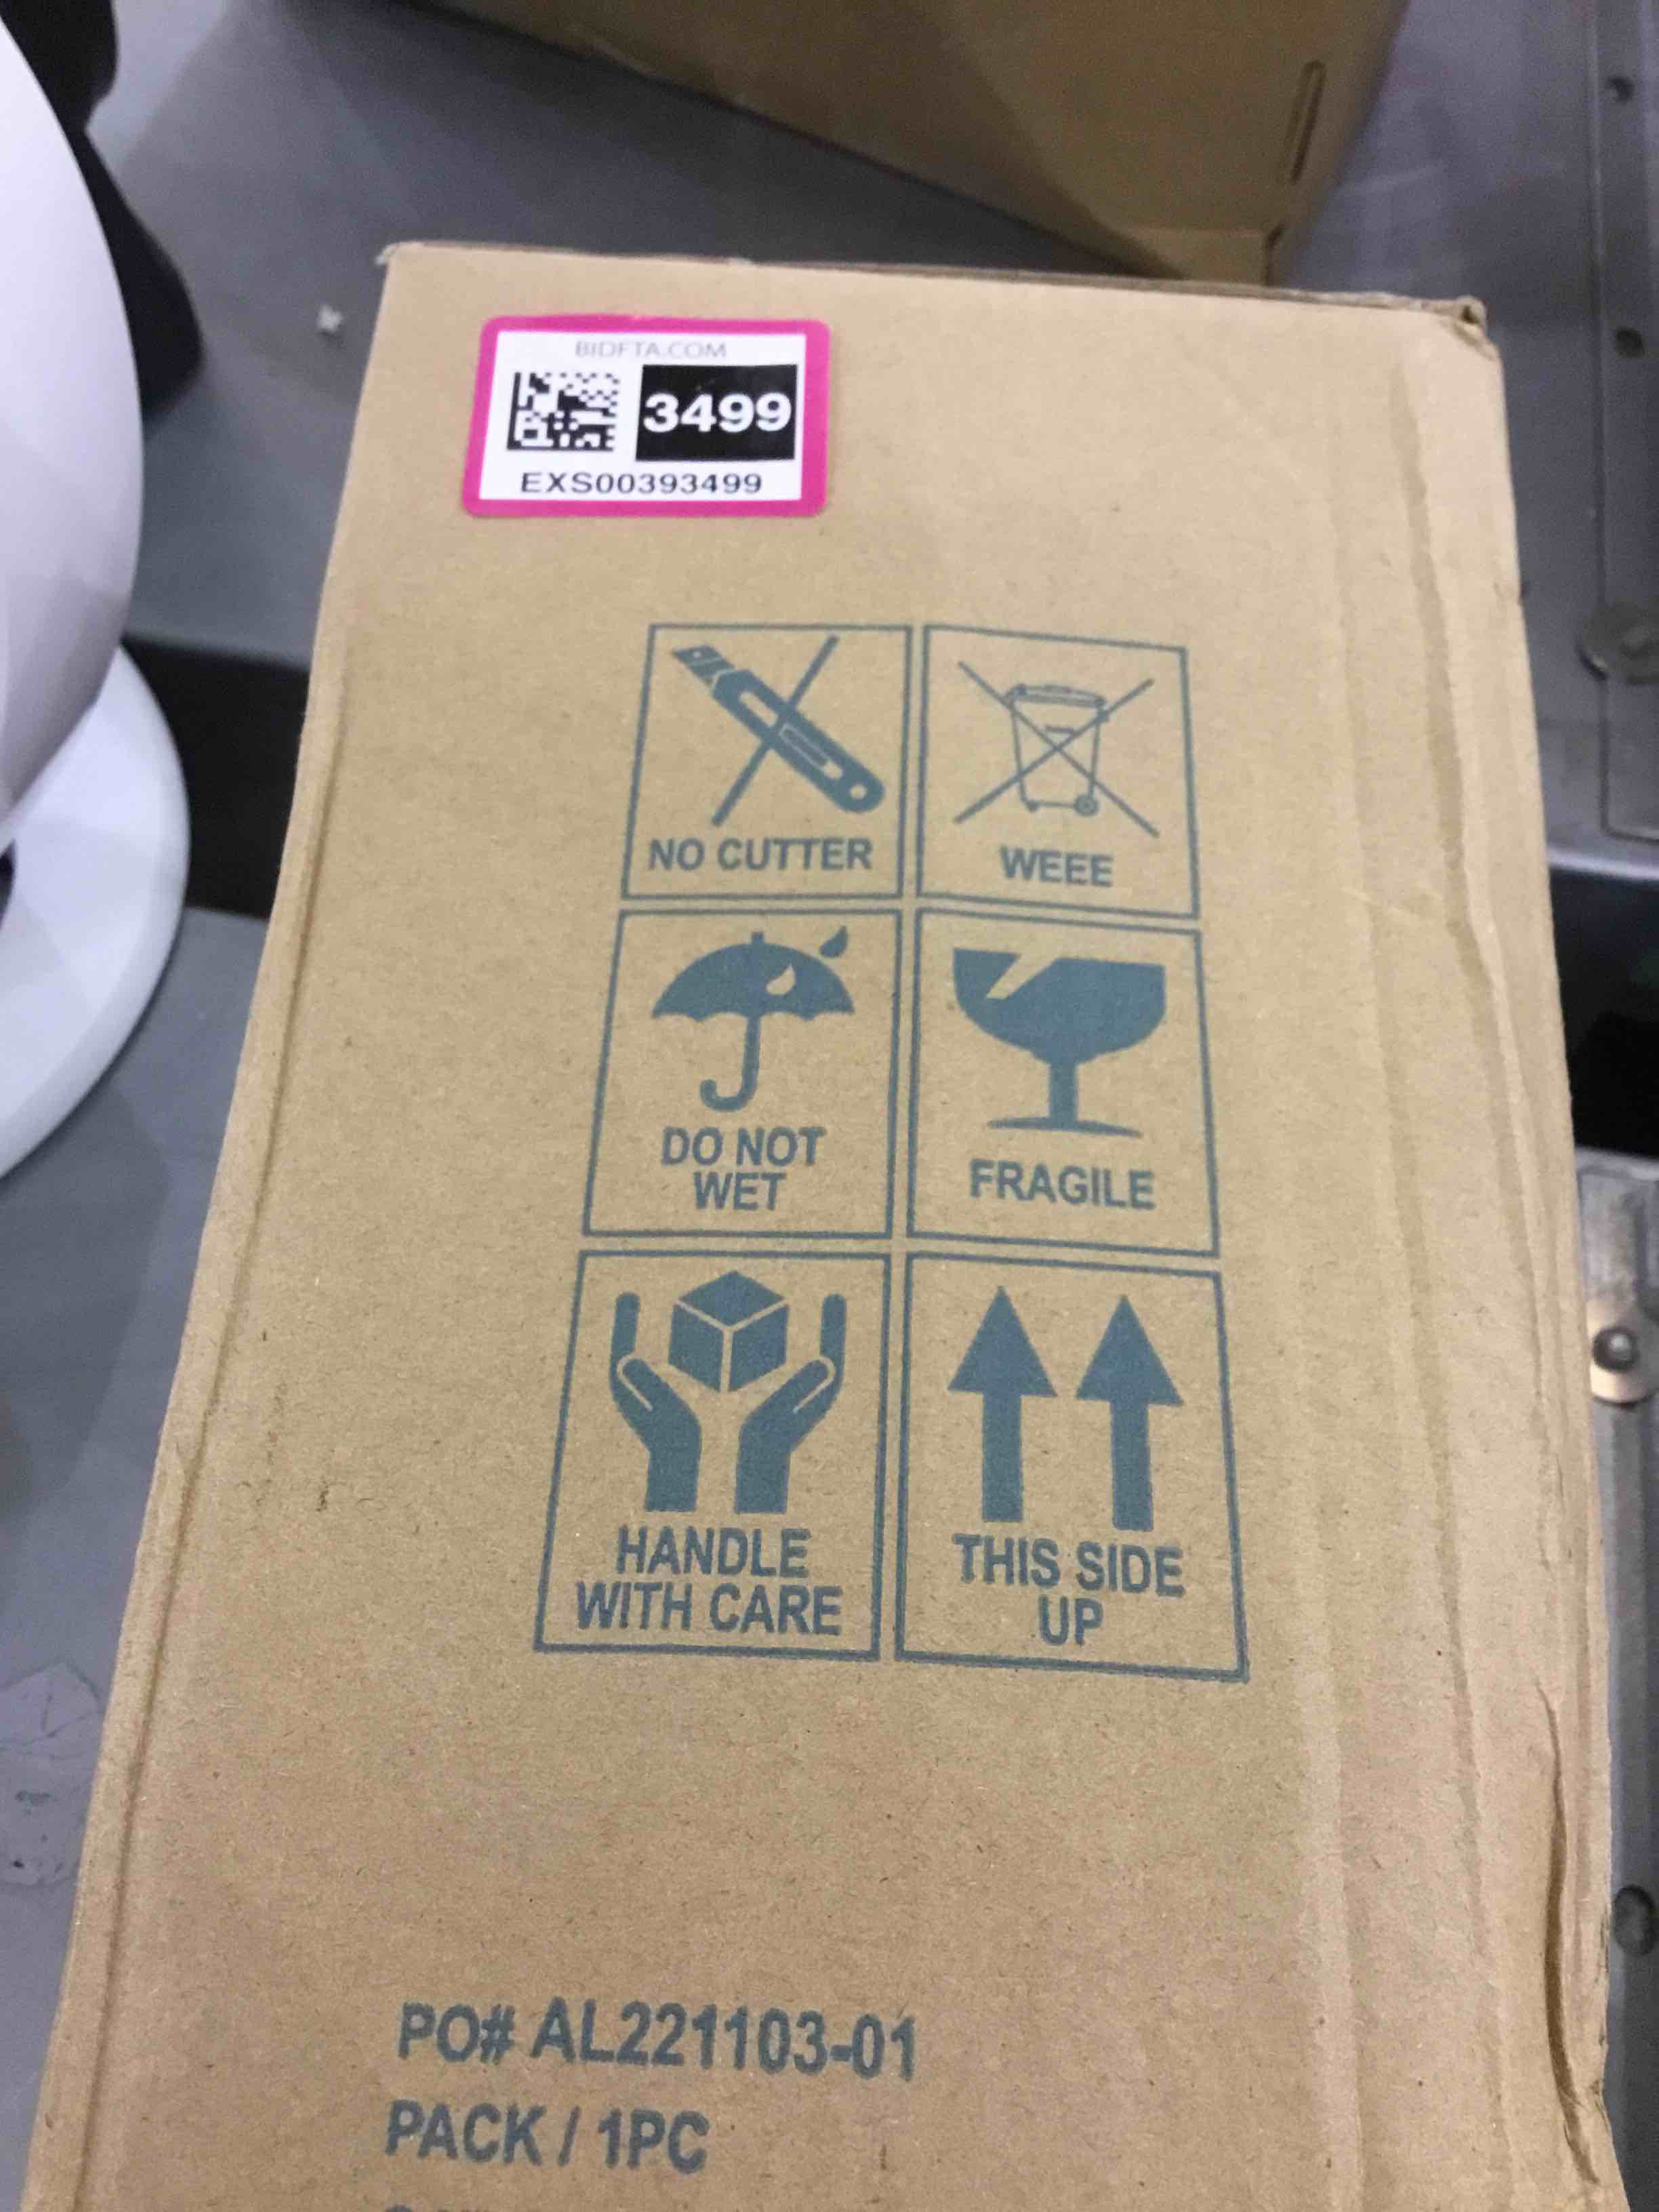 BIDFTA.COM
3499
EXS00393499
NO CUTTER
WEEE
DO NOT
WET
FRAGILE
HANDLE
WITH CARE
THIS SIDE
UP
PO# AL221103-01
PACK / 1PC